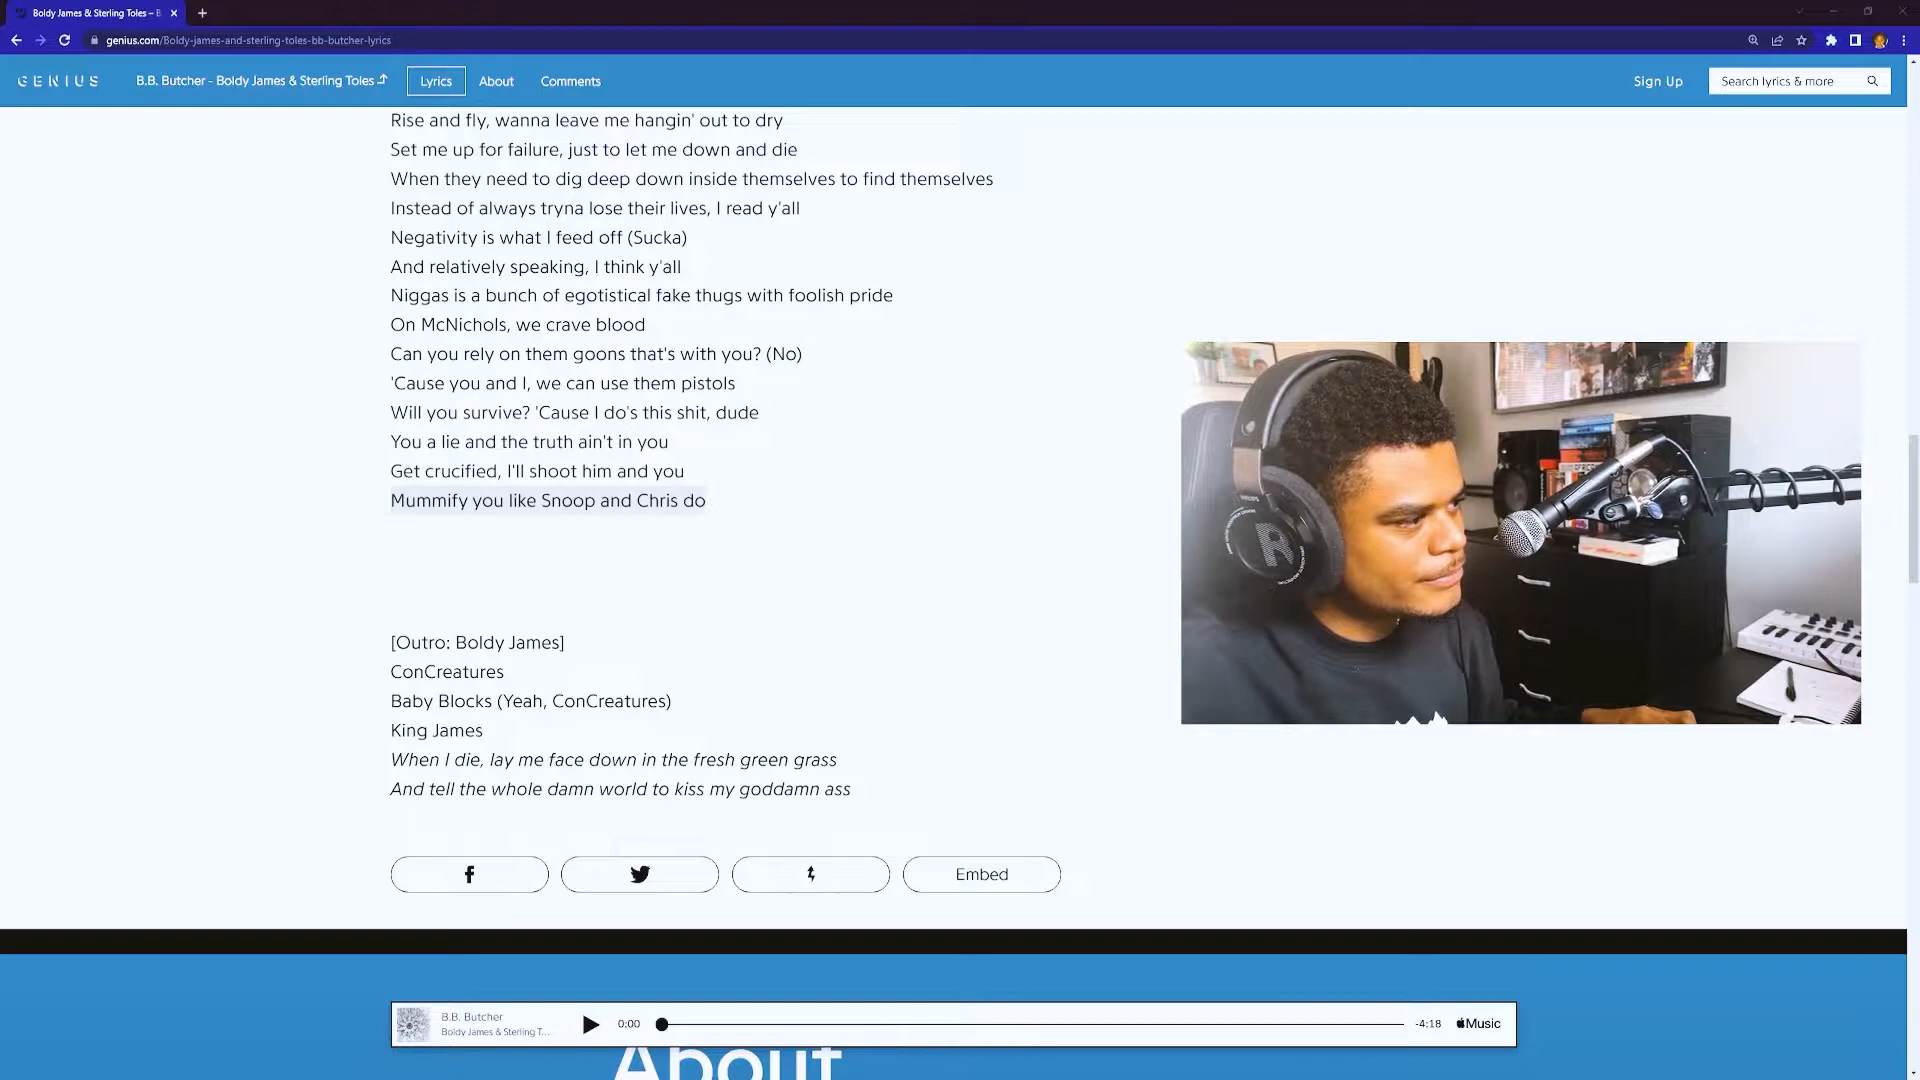 Boldy James & Sterling Toles – B
genius.com/Boldy-james-and-sterling-toles-bb-butcher-lyrics
GENIUS
B.B. Butcher - Boldy James & Sterling Toles
Lyrics
About
Comments
Sign Up
Search lyrics & more
Rise and fly, wanna leave me hangin' out to dry
Set me up for failure, just to let me down and die
When they need to dig deep down inside themselves to find themselves
Instead of always tryna lose their lives, I read y'all
Negativity is what I feed off (Sucka)
And relatively speaking, I think y'all
Niggas is a bunch of egotistical fake thugs with foolish pride
On McNichols, we crave blood
Can you rely on them goons that's with you? (No)
'Cause you and I, we can use them pistols
Will you survive? 'Cause I do's this shit, dude
You a lie and the truth ain't in you
Get crucified, I'll shoot him and you
Mummify you like Snoop and Chris do
[Outro: Boldy James]
ConCreatures
Baby Blocks (Yeah, ConCreatures)
King James
When I die, lay me face down in the fresh green grass
And tell the whole damn world to kiss my goddamn ass
Embed
B.B. Butcher
Boldy James & Sterling T...
0:00
-4:18
Music
About
R